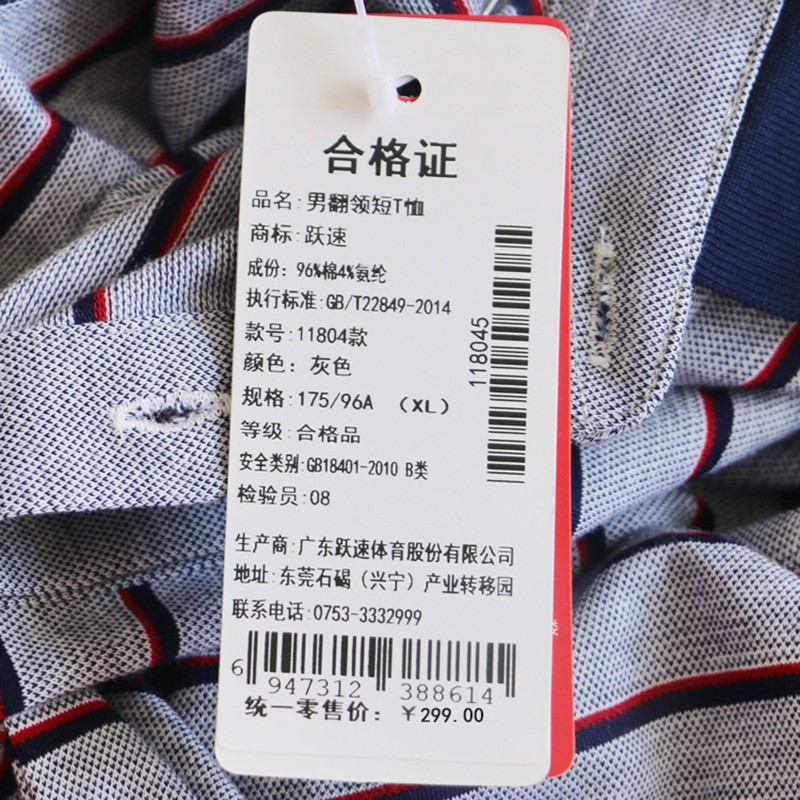 合格证
品名:男翻领短T恤
商标:跃速
成份: 96%棉4%氨纶
执行标准:GB/T22849-2014
款号:11804款
颜色: 灰色
规格:175/96A (XL)
等级:合格品
安全类别:GB18401-2010 B类
检验员:08
118045
生产商:广东跃速体育股份有限公司
地址:东莞石碣(兴宁)产业转移园
联系电话:0753-3332999
6 947312 388614
统一零售价: ¥299.00